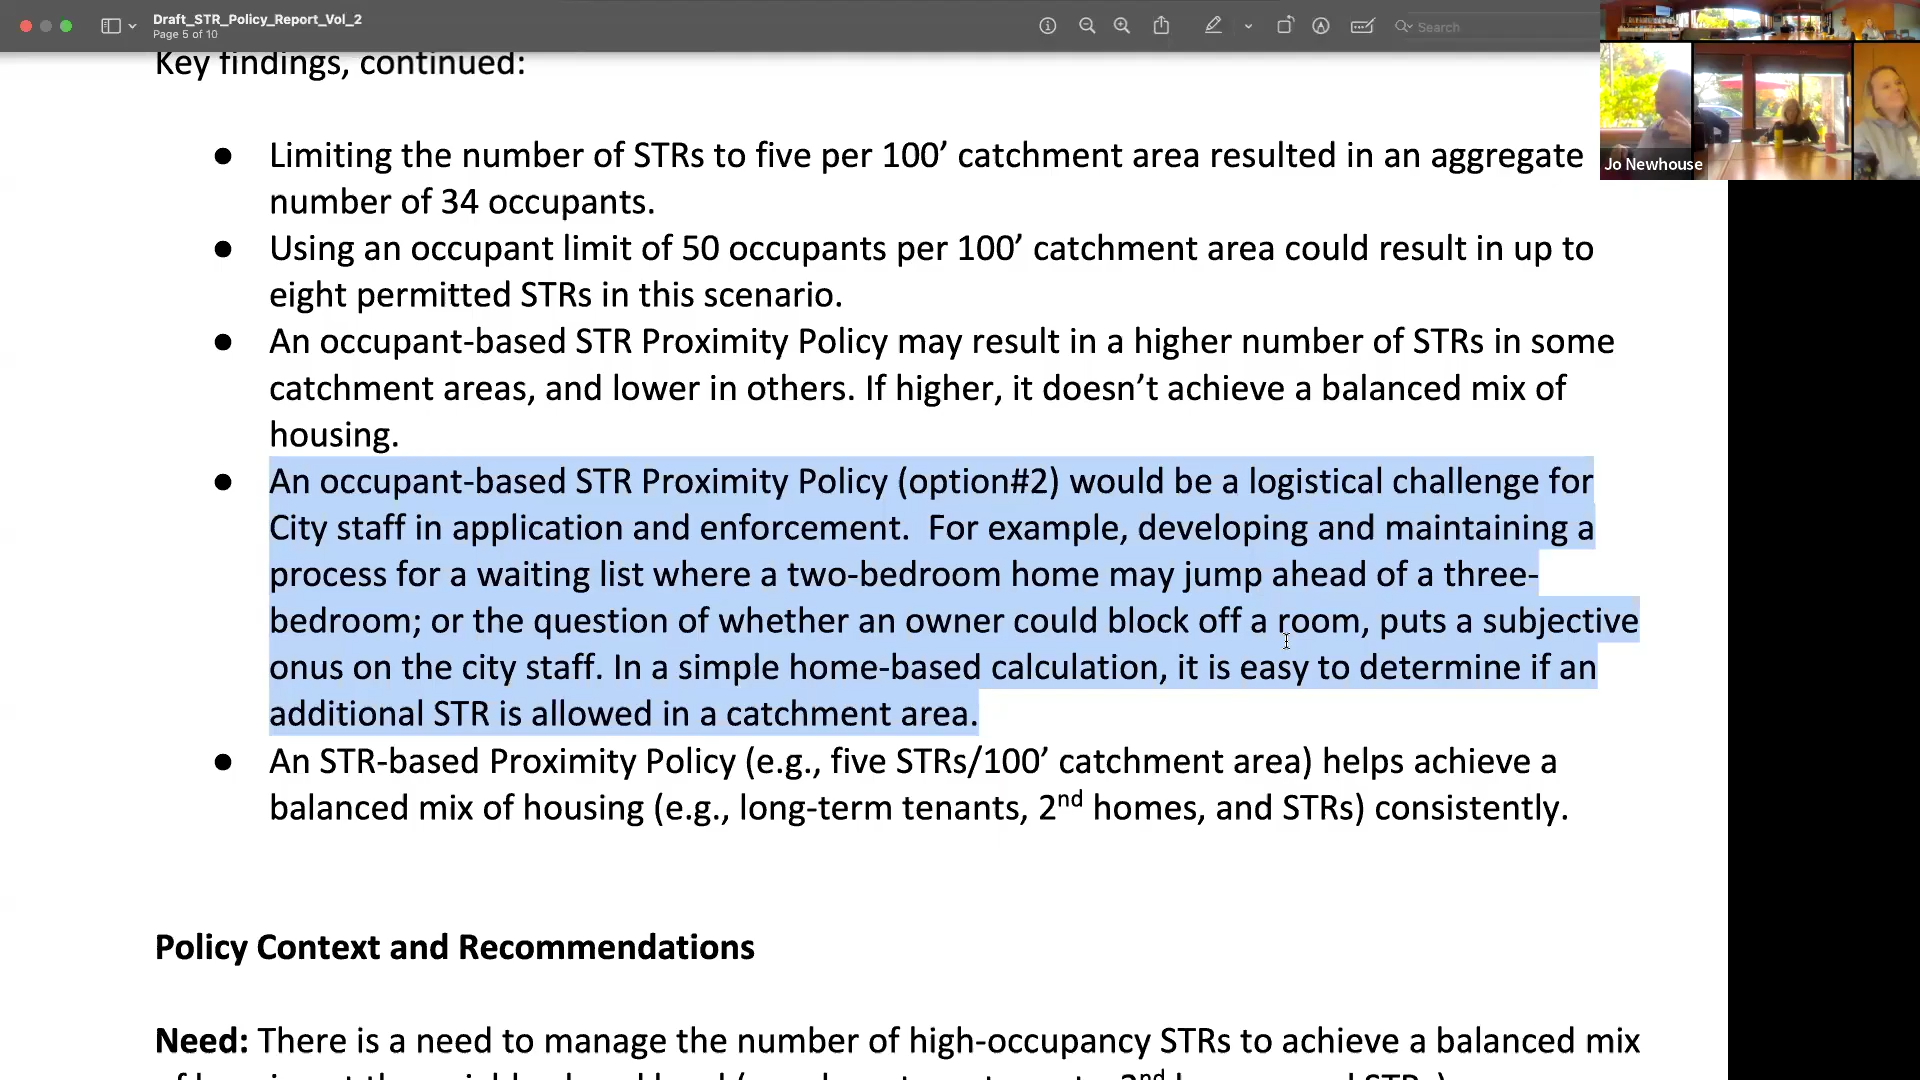 Draft_STR_Policy_Report_Vol_2
Page 5 of 10
Search
Jo Newhouse
Key findings, continued:
● Limiting the number of STRs to five per 100’ catchment area resulted in an aggregate
number of 34 occupants.
● Using an occupant limit of 50 occupants per 100’ catchment area could result in up to
eight permitted STRs in this scenario.
● An occupant-based STR Proximity Policy may result in a higher number of STRs in some
catchment areas, and lower in others. If higher, it doesn’t achieve a balanced mix of
housing.
● An occupant-based STR Proximity Policy (option#2) would be a logistical challenge for
City staff in application and enforcement.  For example, developing and maintaining a
process for a waiting list where a two-bedroom home may jump ahead of a three-
bedroom; or the question of whether an owner could block off a room, puts a subjective
onus on the city staff. In a simple home-based calculation, it is easy to determine if an
additional STR is allowed in a catchment area.
● An STR-based Proximity Policy (e.g., five STRs/100’ catchment area) helps achieve a
balanced mix of housing (e.g., long-term tenants, 2nd homes, and STRs) consistently.
Policy Context and Recommendations
Need: There is a need to manage the number of high-occupancy STRs to achieve a balanced mix